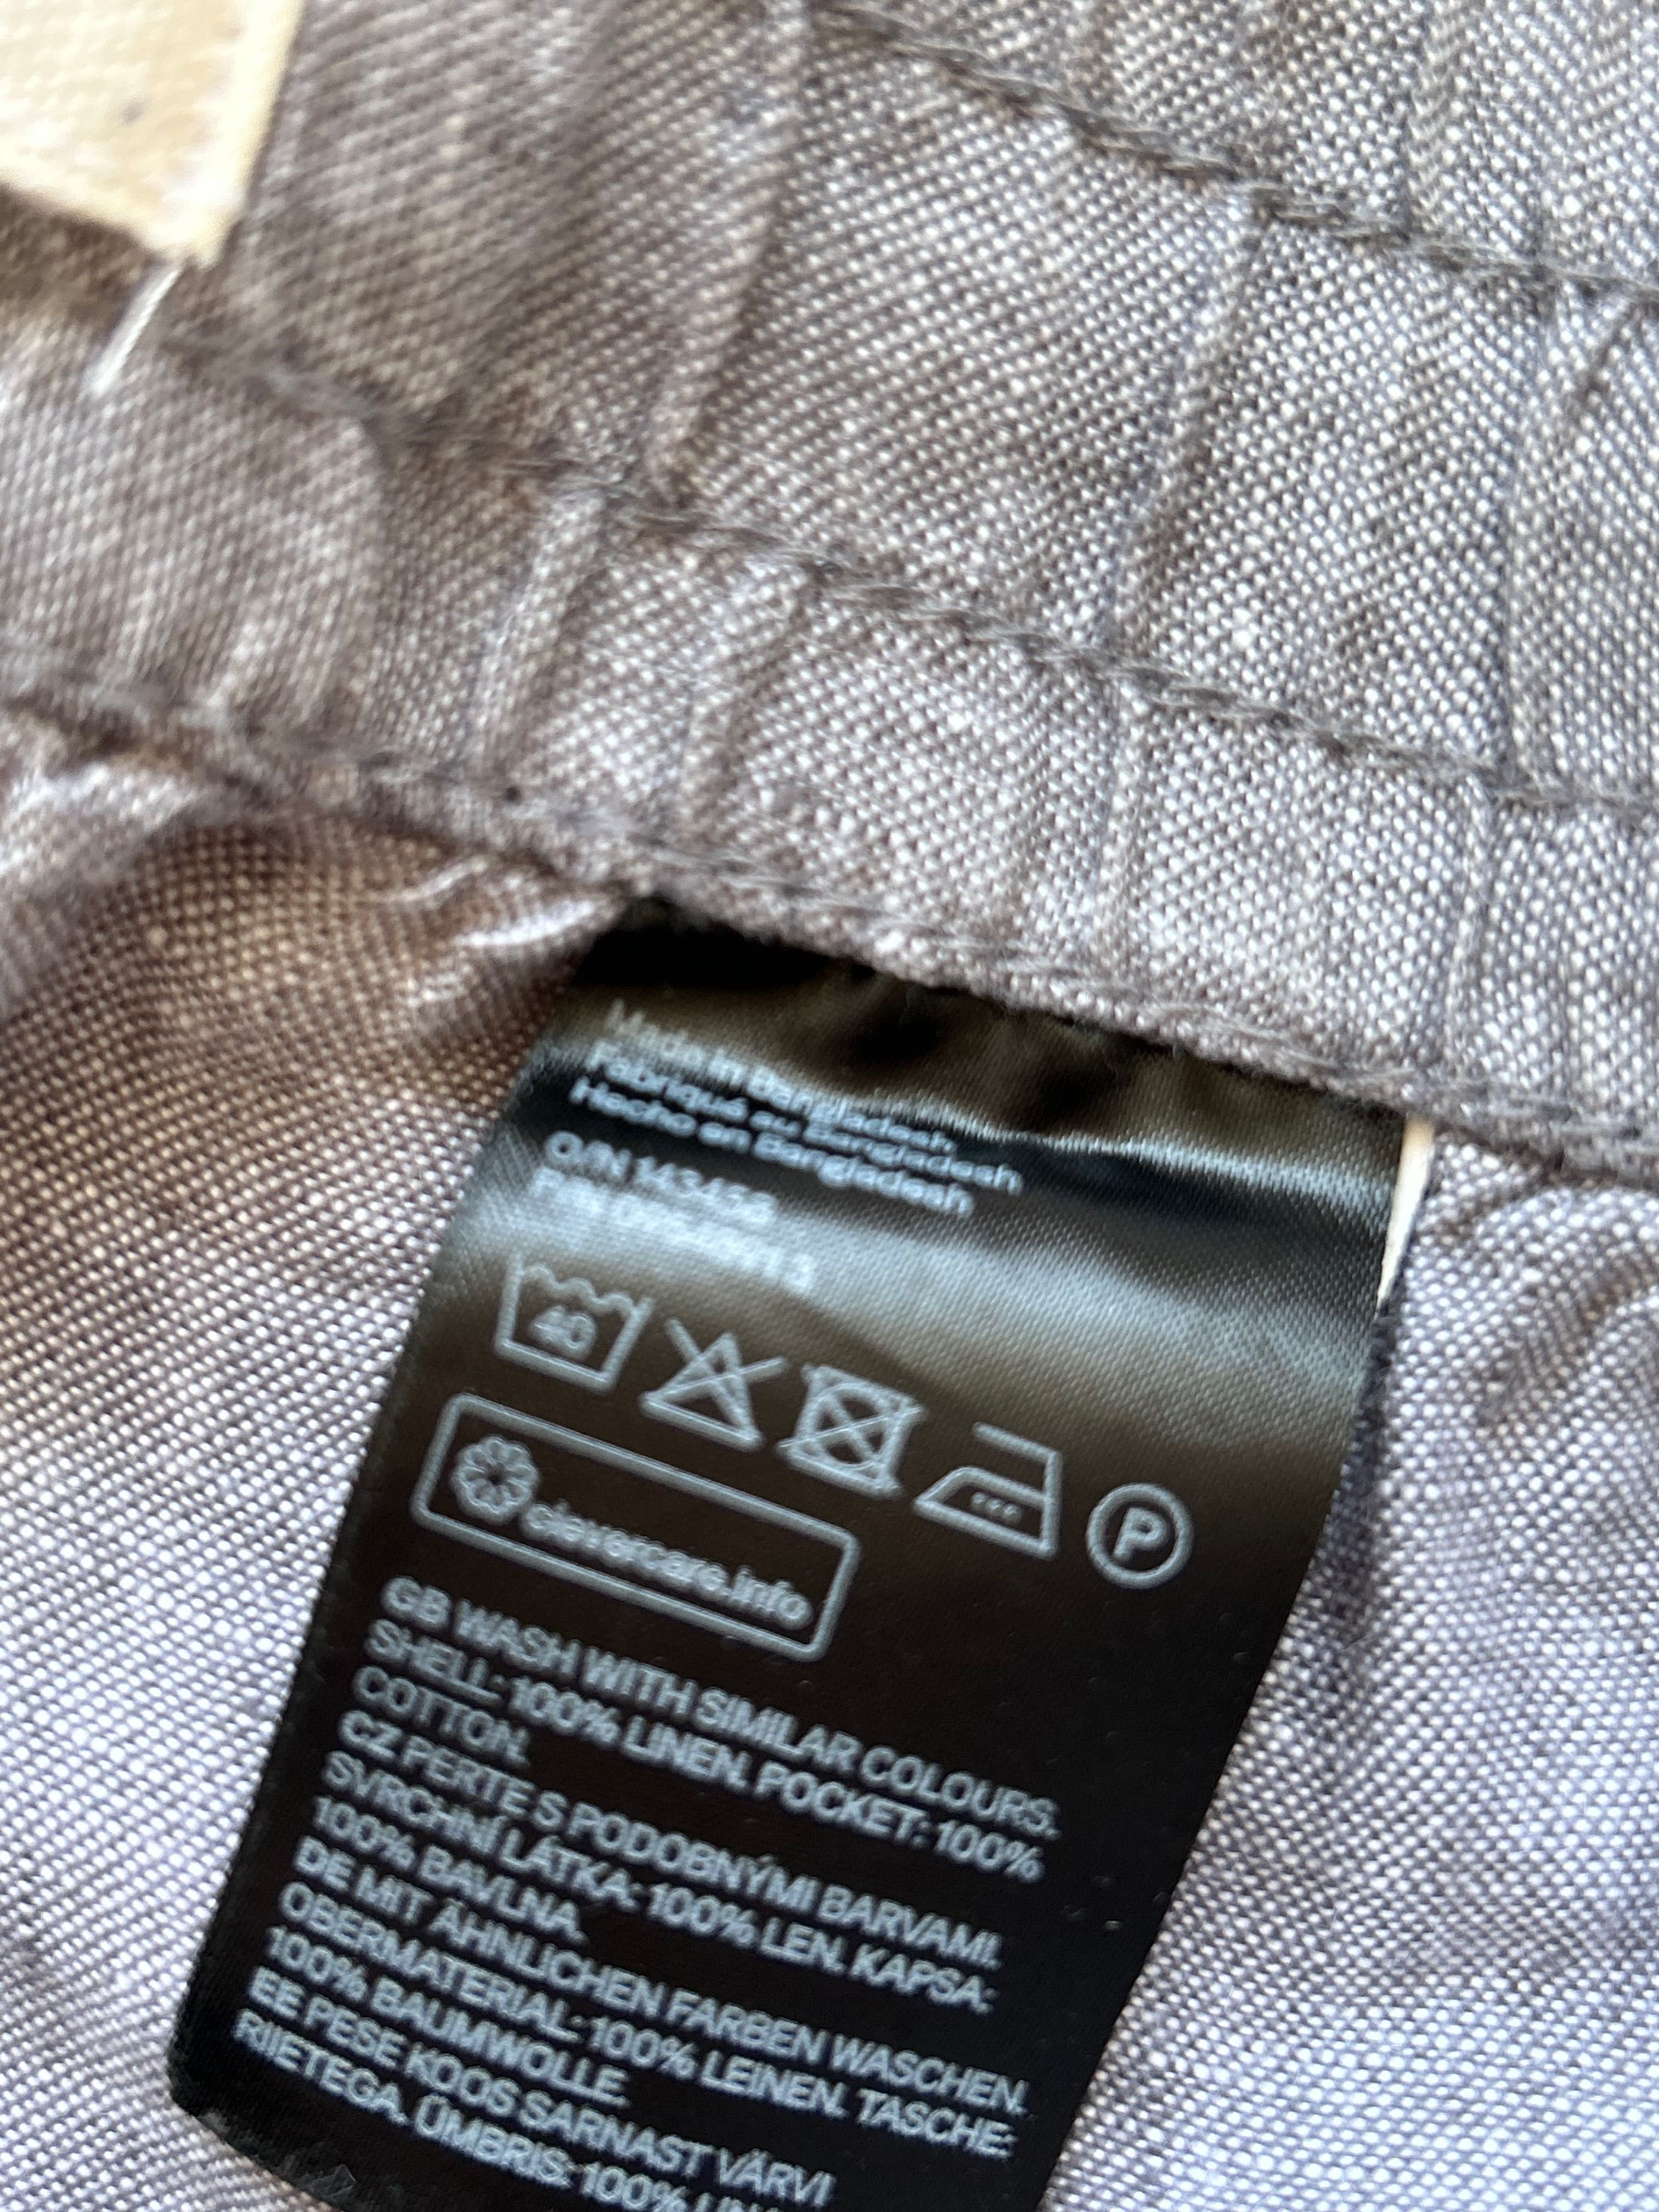 Made in Bangladesh
Fabriqué au Bangladesh
Hecho en Bangladesh
O/N
40
P
clevercare.info
GB WASH WITH SIMILAR COLOURS.
SHELL: 100% LINEN. POCKET: 100%
COTTON.
CZ PERTE S PODOBNÝMI BARVAMI.
SVRCHNÍ LÁTKA: 100% LEN. KAPSA:
100% BAVLNA.
DE MIT ÄHNLICHEN FARBEN WASCHEN.
OBERMATERIAL: 100% LEINEN. TASCHE:
100% BAUMWOLLE.
EE PESE KOOS SARNAST VÄRVI
RIIETEGA. ÜMBRIS: 100%